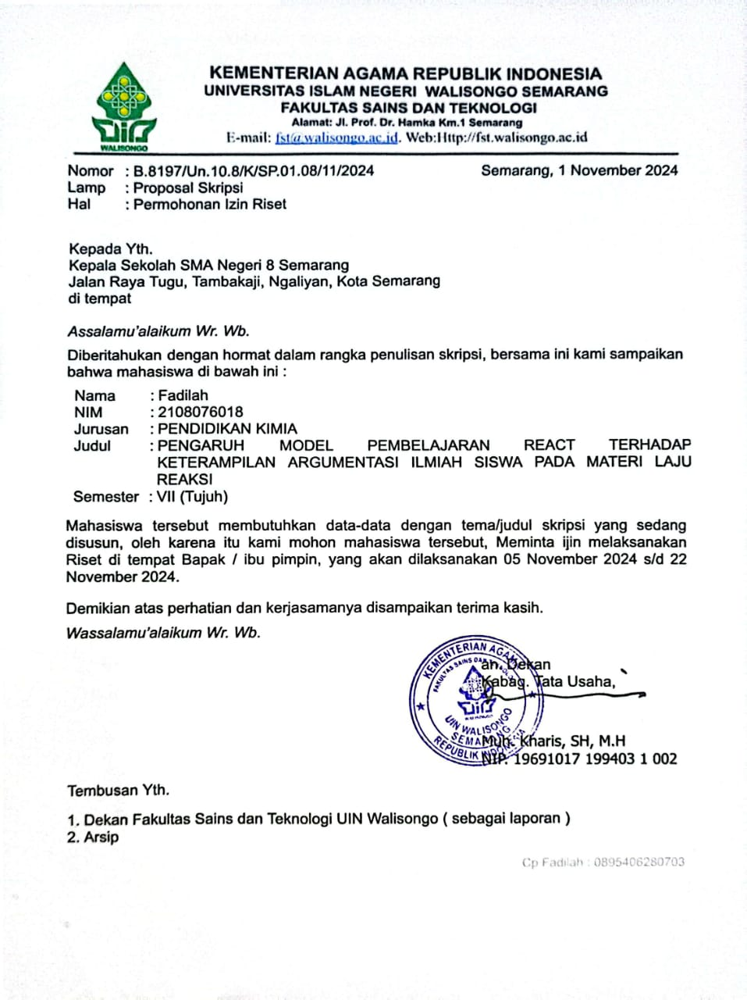 KEMENTERIAN AGAMA REPUBLIK INDONESIA
UNIVERSITAS ISLAM NEGERI WALISONGO SEMARANG
FAKULTAS SAINS DAN TEKNOLOGI
Alamat: Jl. Prof. Dr. Hamka Km.1 Semarang
E-mail: fst@walisongo.ac.id. Web:Http://fst.walisongo.ac.id
WALISONGO
Nomor : B.8197/Un.10.8/K/SP.01.08/11/2024 Semarang, 1 November 2024
Lamp : Proposal Skripsi
Hal : Permohonan Izin Riset
Kepada Yth.
Kepala Sekolah SMA Negeri 8 Semarang
Jalan Raya Tugu, Tambakaji, Ngaliyan, Kota Semarang
di tempat
Assalamu'alaikum Wr. Wb.
Diberitahukan dengan hormat dalam rangka penulisan skripsi, bersama ini kami sampaikan
bahwa mahasiswa di bawah ini :
Nama : Fadilah
NIM : 2108076018
Jurusan : PENDIDIKAN KIMIA
Judul : PENGARUH MODEL PEMBELAJARAN REACT TERHADAP
KETERAMPILAN ARGUMENTASI ILMIAH SISWA PADA MATERI LAJU
REAKSI
Semester : VII (Tujuh)
Mahasiswa tersebut membutuhkan data-data dengan tema/judul skripsi yang sedang
disusun, oleh karena itu kami mohon mahasiswa tersebut, Meminta ijin melaksanakan
Riset di tempat Bapak / ibu pimpin, yang akan dilaksanakan 05 November 2024 s/d 22
November 2024.
Demikian atas perhatian dan kerjasamanya disampaikan terima kasih.
Wassalamu'alaikum Wr. Wb.
KEMENTERIAN AGAMA
FAKULTAS SAINS DAN
UIN WALISONGO
SEMARANG
REPUBLIK INDONESIA
an. Dekan
Kabag. Tata Usaha,
Muh. Kharis, SH, M.H
NIP. 19691017 199403 1 002
Tembusan Yth.
1. Dekan Fakultas Sains dan Teknologi UIN Walisongo ( sebagai laporan )
2. Arsip
Cp Fadilah : 0895406280703